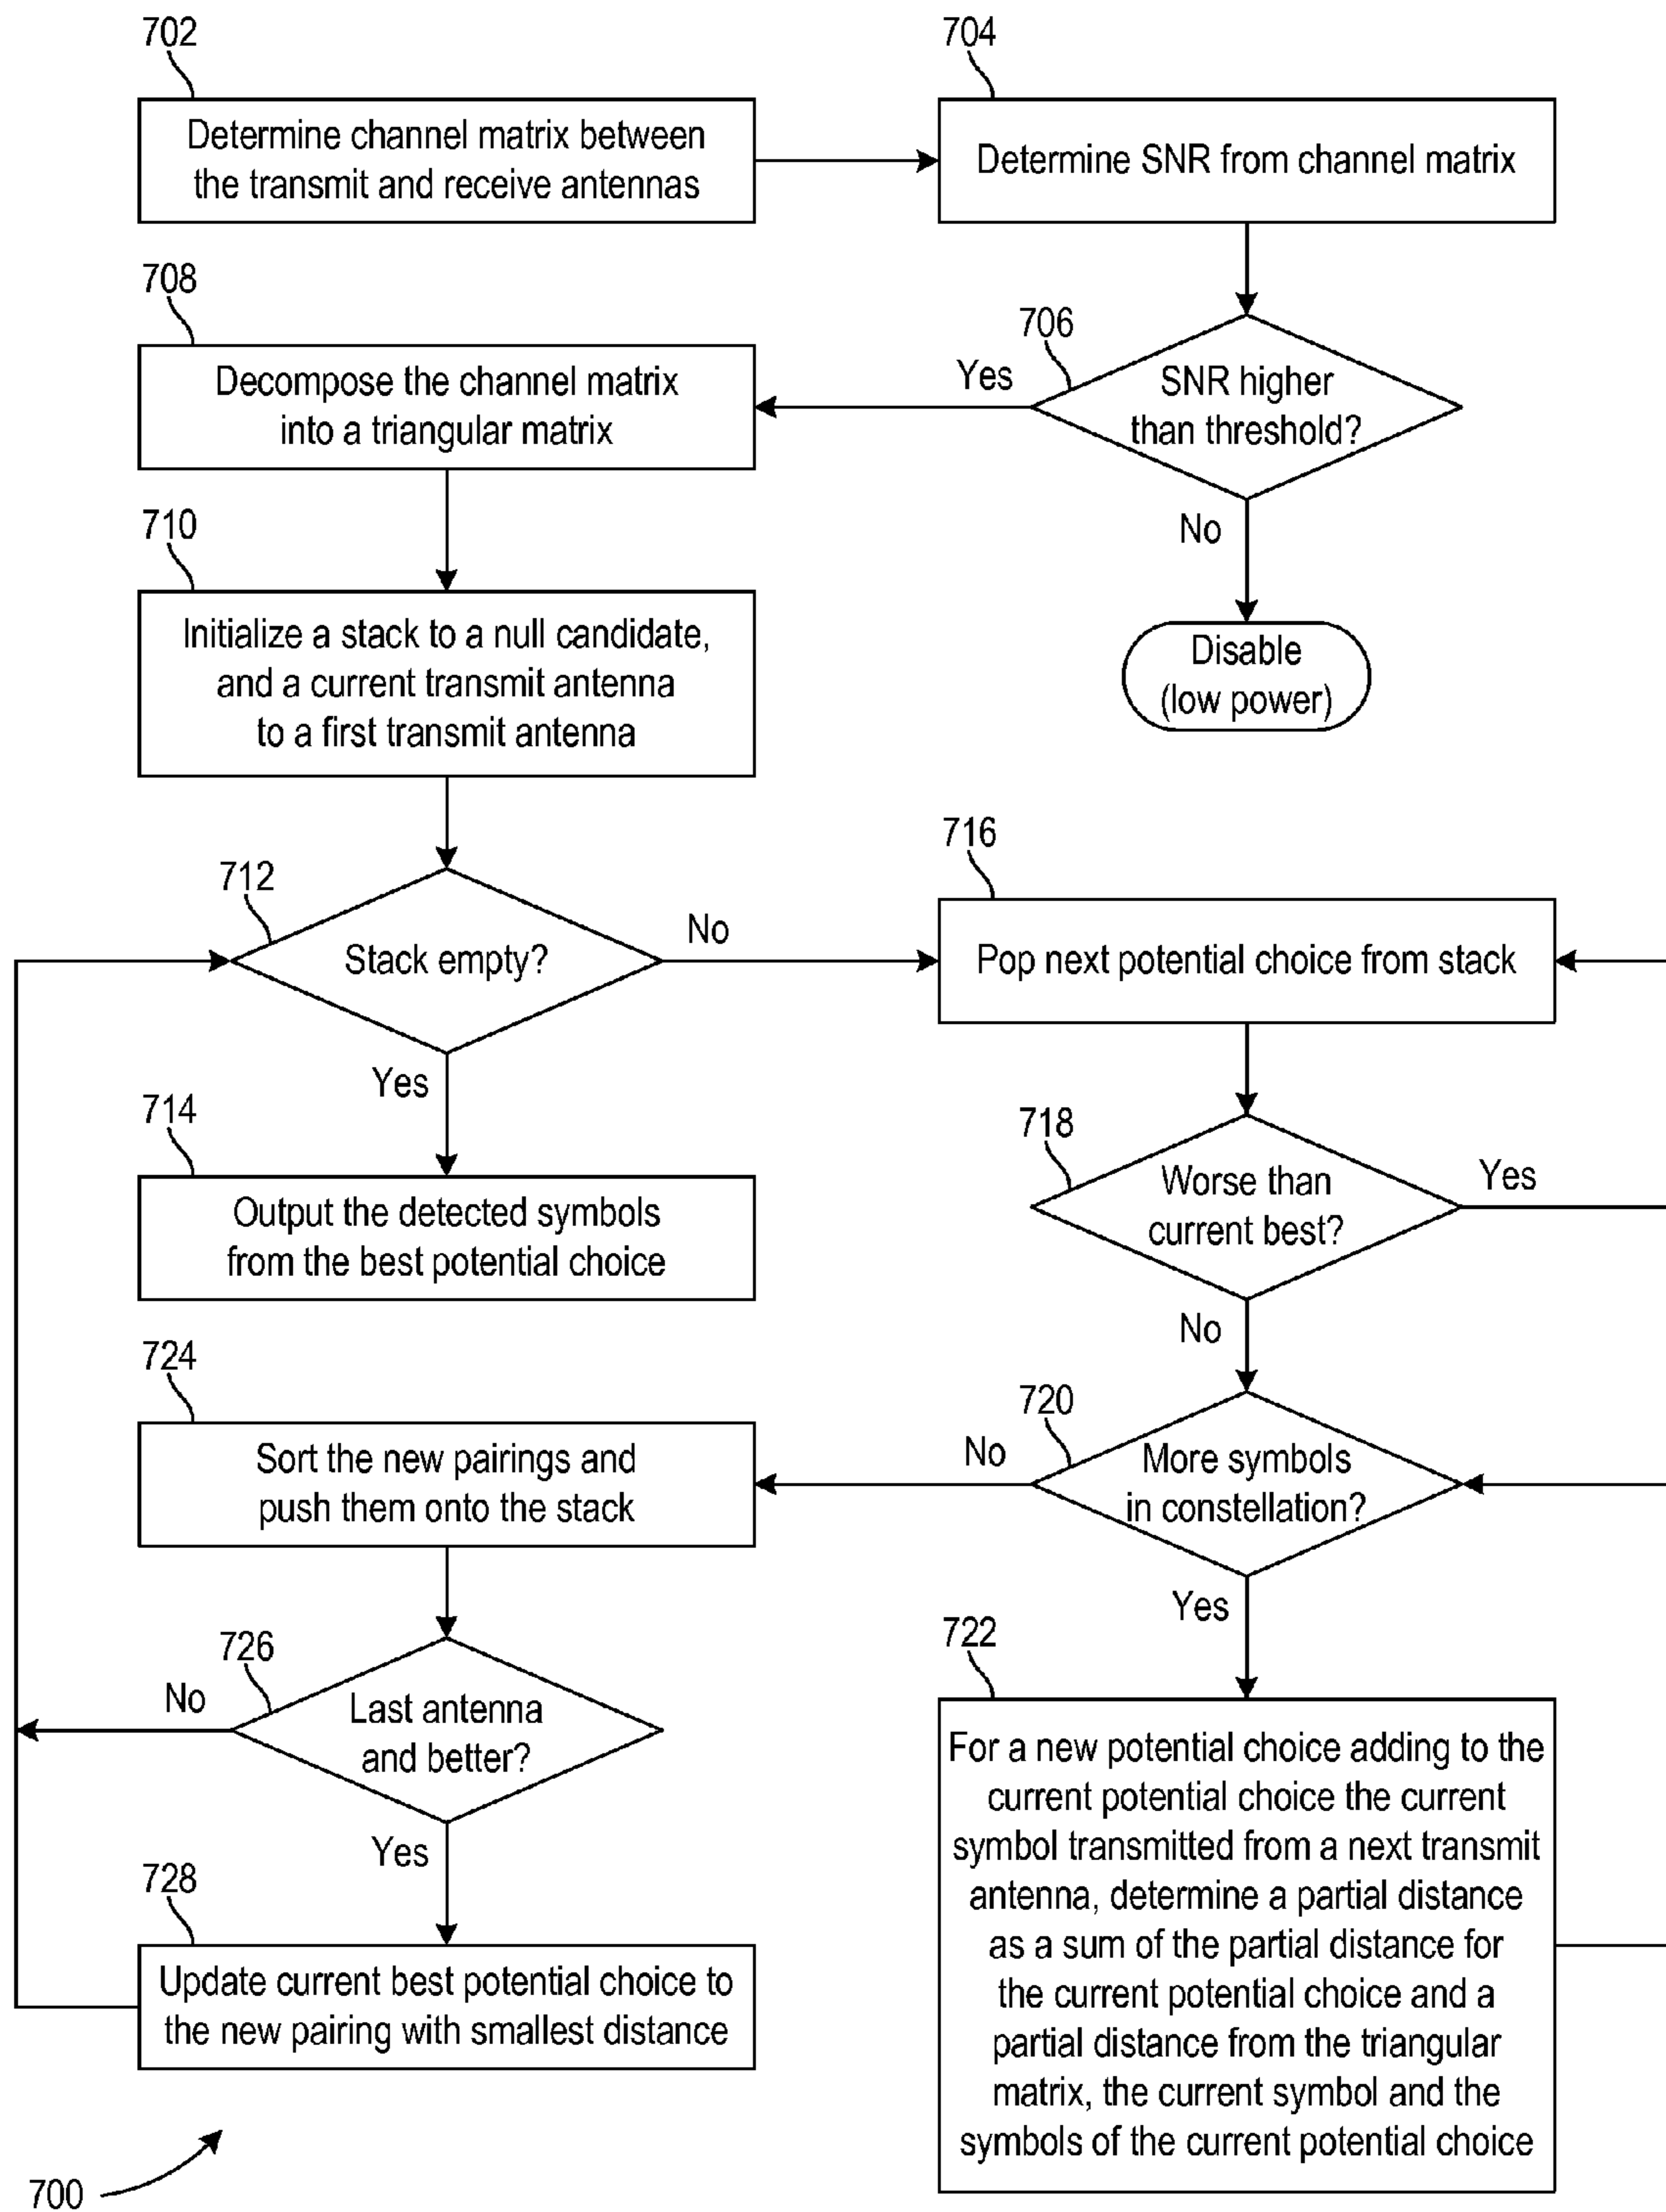 702
Determine channel matrix between
the transmit and receive antennas
704
Determine SNR from channel matrix
706
SNR higher
than threshold?
Yes
No
Disable
(low power)
708
Decompose the channel matrix
into a triangular matrix
710
Initialize a stack to a null candidate,
and a current transmit antenna
to a first transmit antenna
712
Stack empty?
No
Yes
714
Output the detected symbols
from the best potential choice
716
Pop next potential choice from stack
718
Worse than
current best?
Yes
No
720
More symbols
in constellation?
No
Yes
722
For a new potential choice adding to the
current potential choice the current
symbol transmitted from a next transmit
antenna, determine a partial distance
as a sum of the partial distance for
the current potential choice and a
partial distance from the triangular
matrix, the current symbol and the
symbols of the current potential choice
724
Sort the new pairings and
push them onto the stack
726
Last antenna
and better?
No
Yes
728
Update current best potential choice to
the new pairing with smallest distance
700